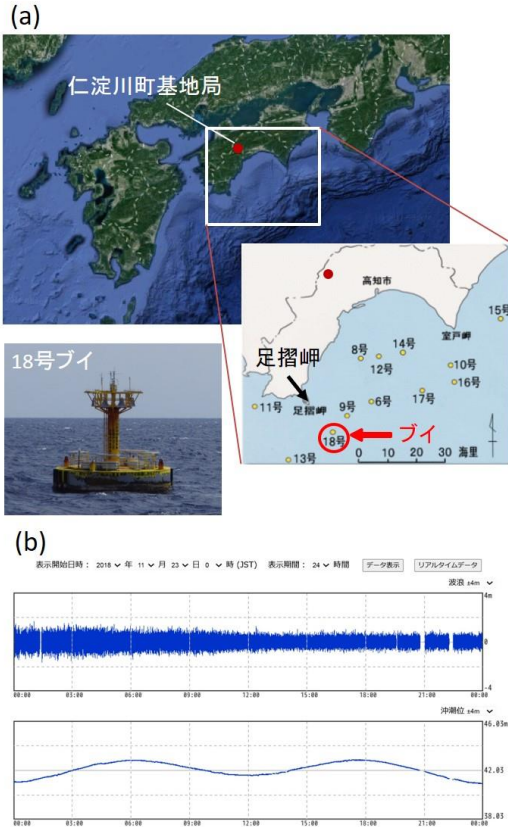 (a)
仁淀川町基地局
高知市
室戸岬
15号
14号
8号
12号
10号
16号
17号
足摺岬
足摺岬
11号
9号
6号
18号
ブイ
13号
0 10 20 30 海里
18号ブイ
(b)
表示開始日時： 2018 年 11 月 23 日 0 時 (JST) 表示期間： 24 時間 データ表示 リアルタイムデータ
波浪 ±4m
4m
0
-4
00:00 03:00 06:00 09:00 12:00 15:00 18:00 21:00 00:00
沖潮位 ±4m
46.03m
42.03
38.03
00:00 03:00 06:00 09:00 12:00 15:00 18:00 21:00 00:00